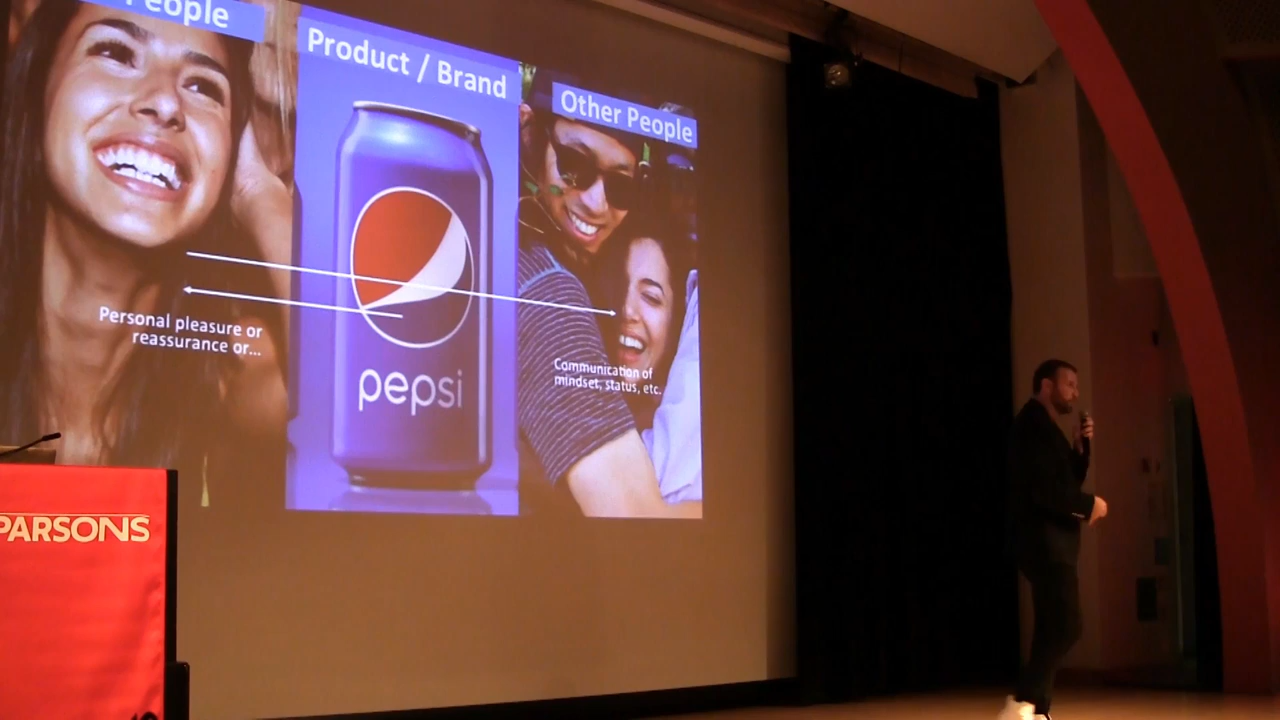 People
Product / Brand
Other People
Personal pleasure or
reassurance or...
pepsi
Communication of
mindset, status, etc.
PARSONS